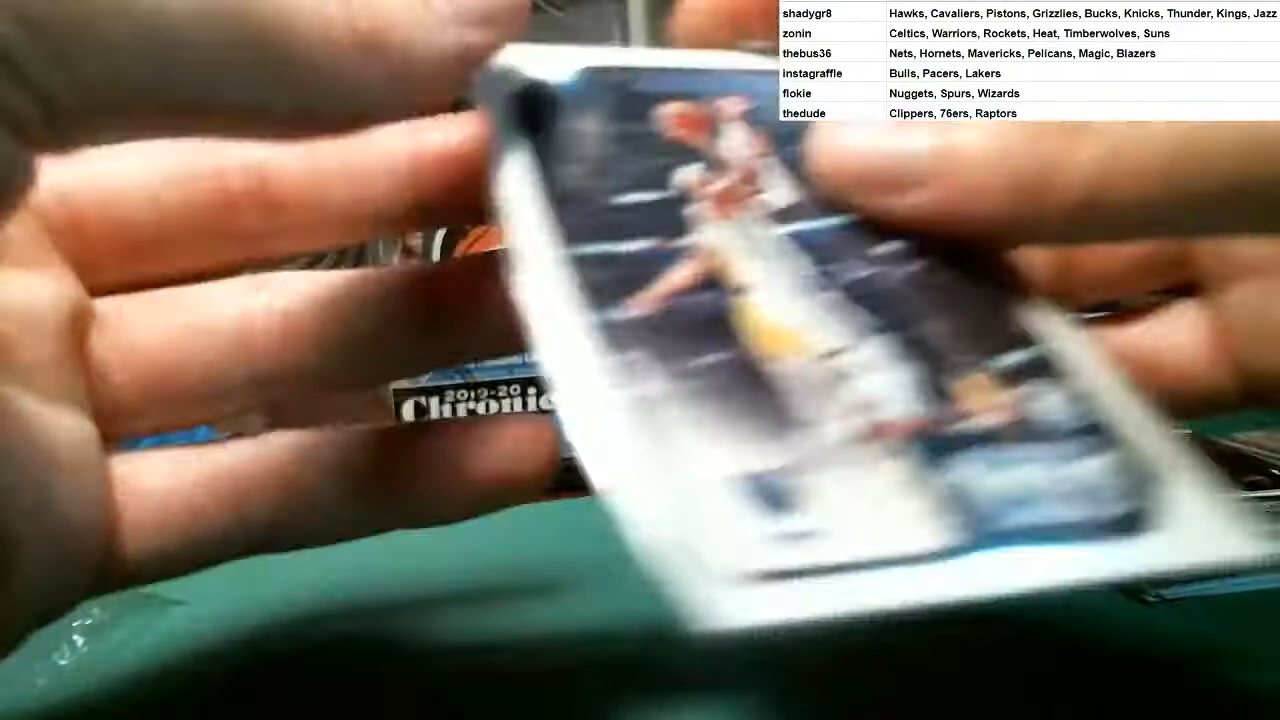 shadygr8 Hawks, Cavaliers, Pistons, Grizzlies, Bucks, Knicks, Thunder, Kings, Jazz
zonin Celtics, Warriors, Rockets, Heat, Timberwolves, Suns
thebus36 Nets, Hornets, Mavericks, Pelicans, Magic, Blazers
instagraffle Bulls, Pacers, Lakers
flokie Nuggets, Spurs, Wizards
thedude Clippers, 76ers, Raptors
2019-20
Chronic